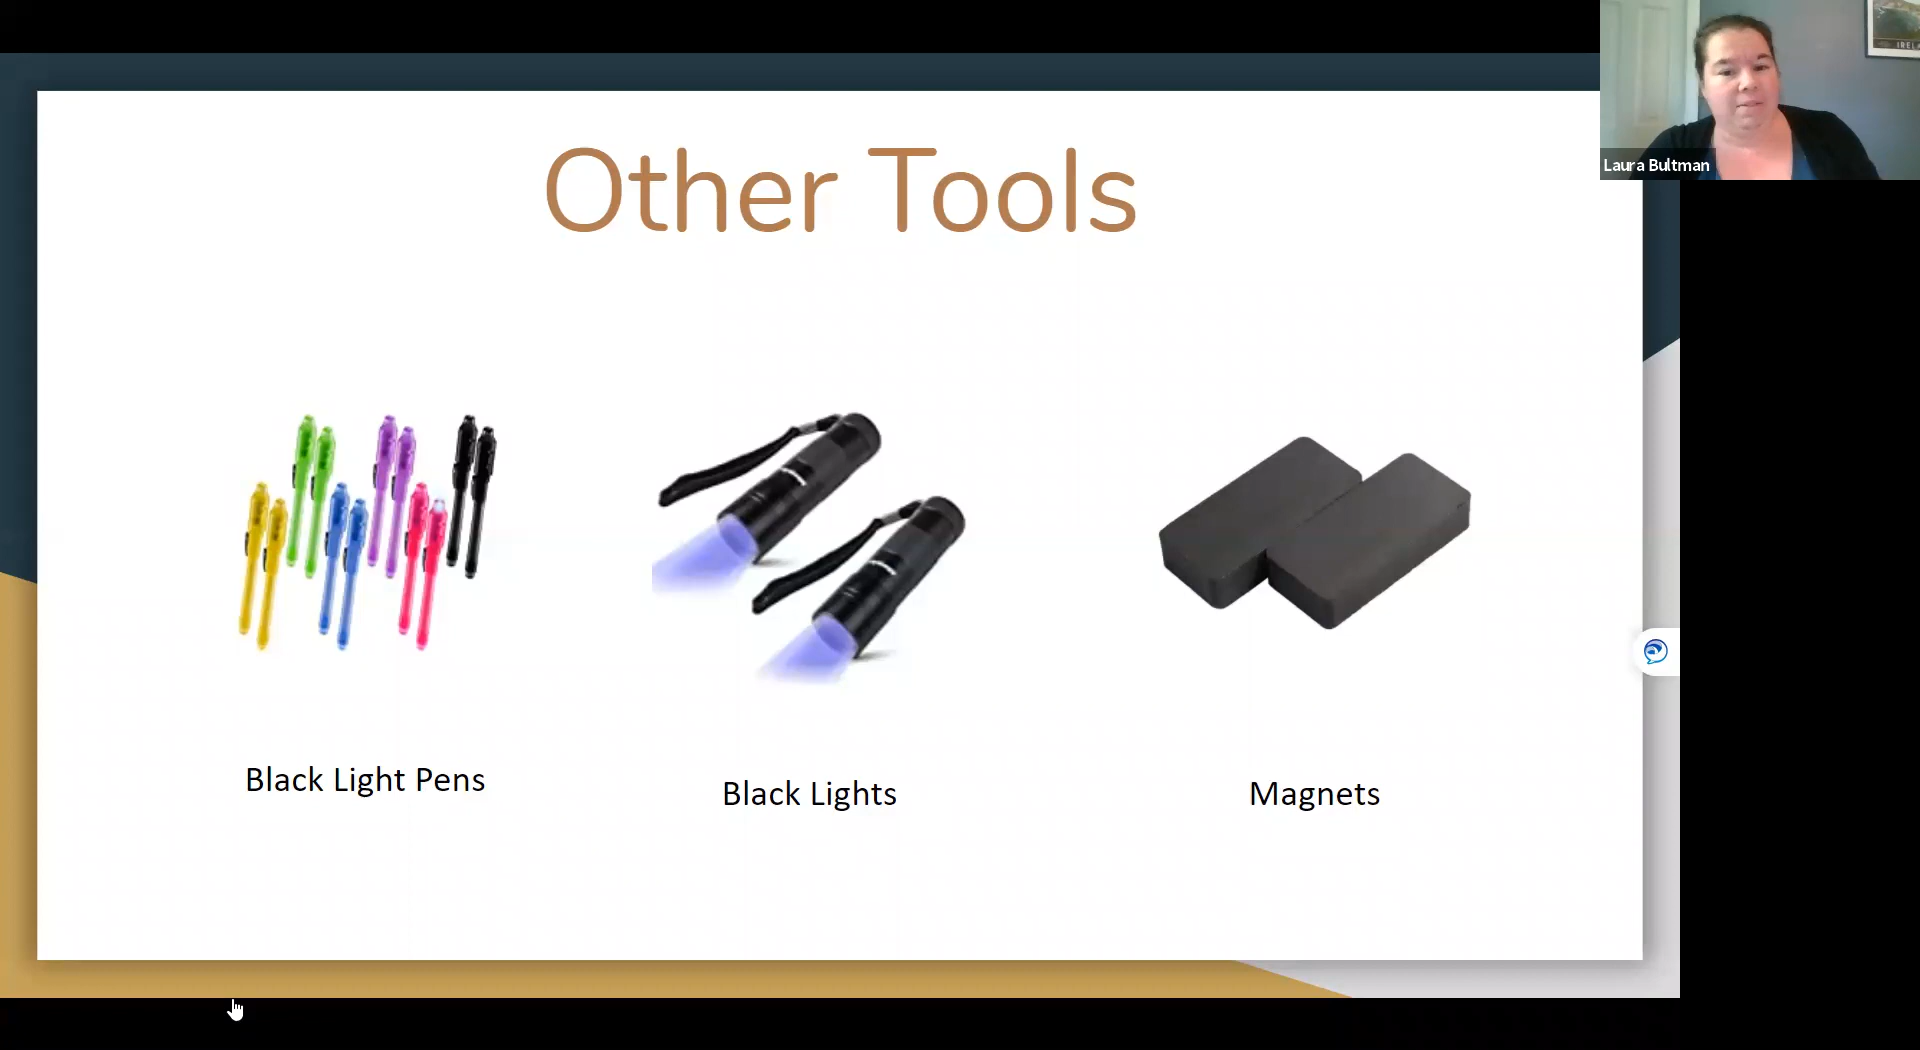 Other Tools
Black Light Pens
Black Lights
Magnets
Laura Bultman